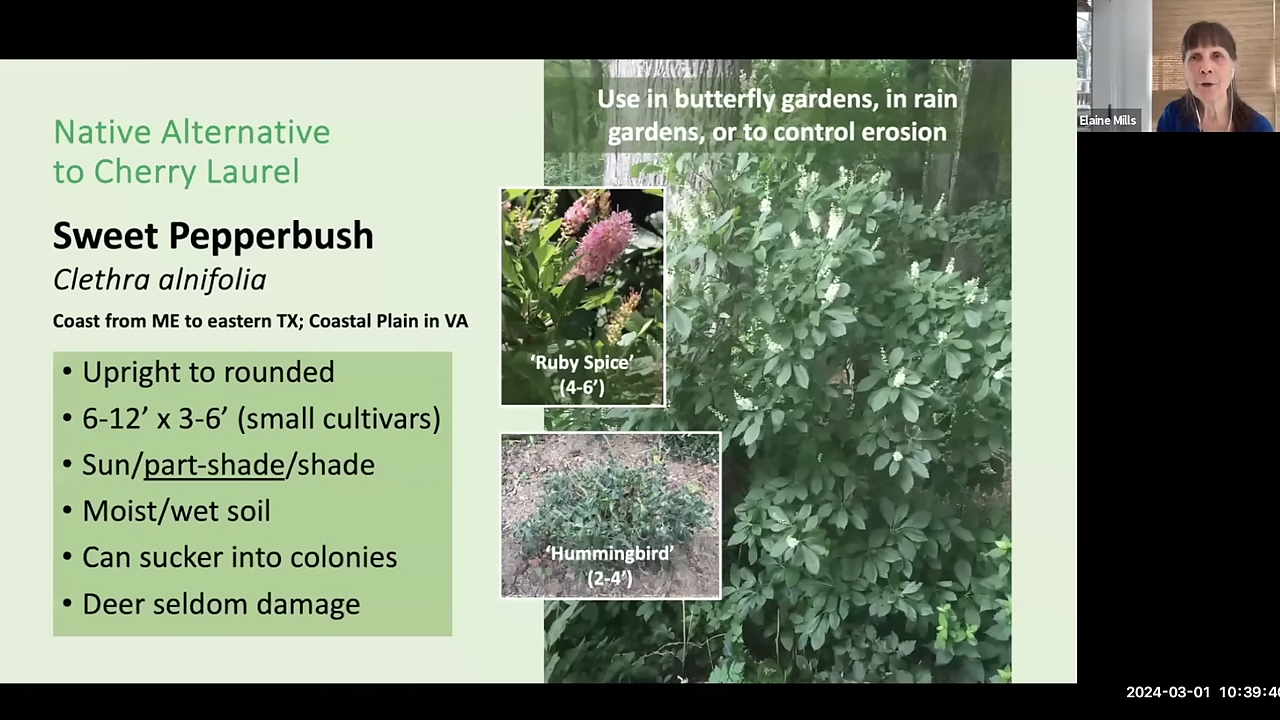 Native Alternative
to Cherry Laurel
Sweet Pepperbush
Clethra alnifolia
Coast from ME to eastern TX; Coastal Plain in VA
• Upright to rounded
• 6-12’ x 3-6’ (small cultivars)
• Sun/part-shade/shade
• Moist/wet soil
• Can sucker into colonies
• Deer seldom damage
Use in butterfly gardens, in rain
gardens, or to control erosion
‘Ruby Spice’
(4-6’)
‘Hummingbird’
(2-4’)
Elaine Mills
2024-03-01 10:39:4